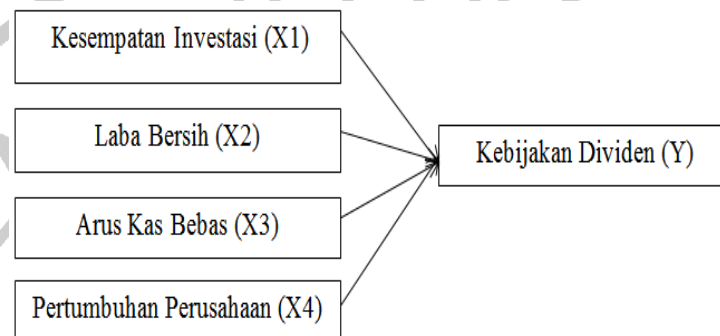 Kesempatan Investasi (X1)
Laba Bersih (X2)
Kebijakan Dividen (Y)
Arus Kas Bebas (X3)
Pertumbuhan Perusahaan (X4)